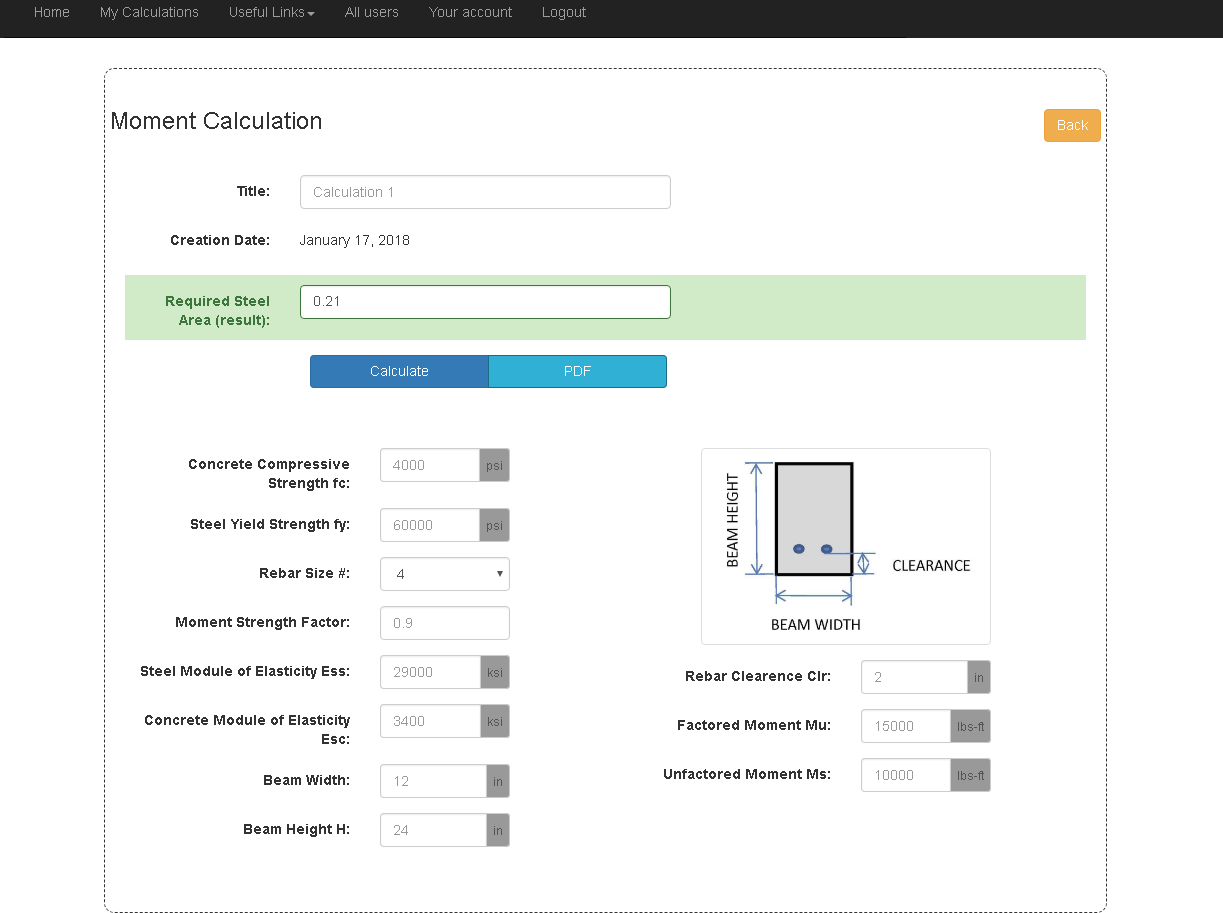 Home My Calculations Useful Links All users Your account Logout
Moment Calculation
Back
Title: Calculation 1
Creation Date: January 17, 2018
Required Steel
Area (result):
0.21
Calculate PDF
Concrete Compressive
Strength fc:
4000 psi
Steel Yield Strength fy: 60000 psi
Rebar Size #: 4
Moment Strength Factor: 0.9
Steel Module of Elasticity Ess: 29000 ksi
Concrete Module of Elasticity
Esc:
3400 ksi
Beam Width: 12 in
Beam Height H: 24 in
BEAM HEIGHT
CLEARANCE
BEAM WIDTH
Rebar Clearence Clr: 2 in
Factored Moment Mu: 15000 lbs-ft
Unfactored Moment Ms: 10000 lbs-ft